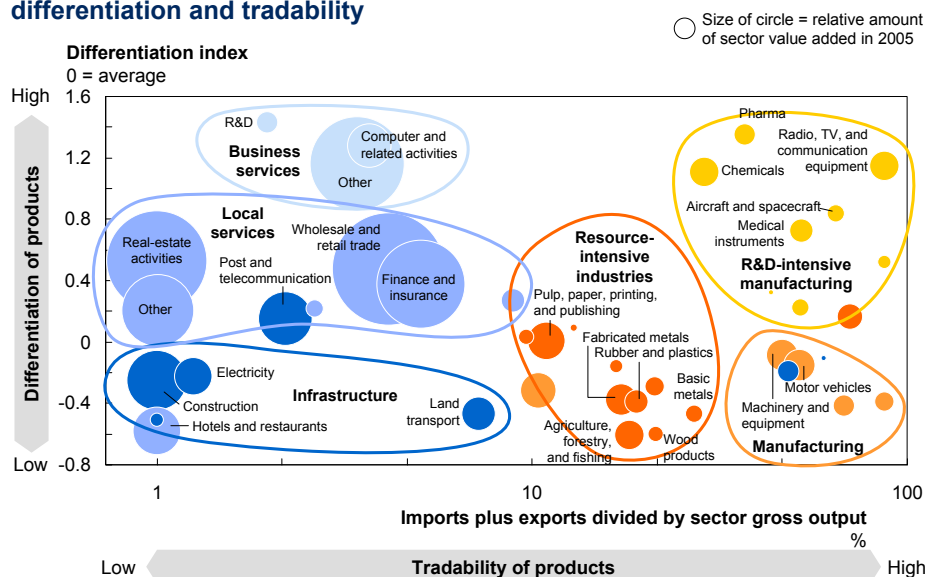 differentiation and tradability
Size of circle = relative amount
of sector value added in 2005
Differentiation index
0 = average
High
Differentiation of products
Low
1.6
1.2
0.8
0.4
0
-0.4
-0.8
R&D
Business
services
Computer and
related activities
Other
Local
services
Real-estate
activities
Other
Post and
telecommunication
Wholesale and
retail trade
Finance and
insurance
Electricity
Construction
Hotels and restaurants
Infrastructure
Land
transport
Resource-
intensive
industries
Pulp, paper, printing,
and publishing
Fabricated metals
Rubber and plastics
Basic
metals
Agriculture,
forestry,
and fishing
Wood
products
Pharma
Radio, TV, and
communication
equipment
Chemicals
Aircraft and spacecraft
Medical
instruments
R&D-intensive
manufacturing
Motor vehicles
Machinery and
equipment
Manufacturing
1
10
100
Imports plus exports divided by sector gross output
%
Low
Tradability of products
High